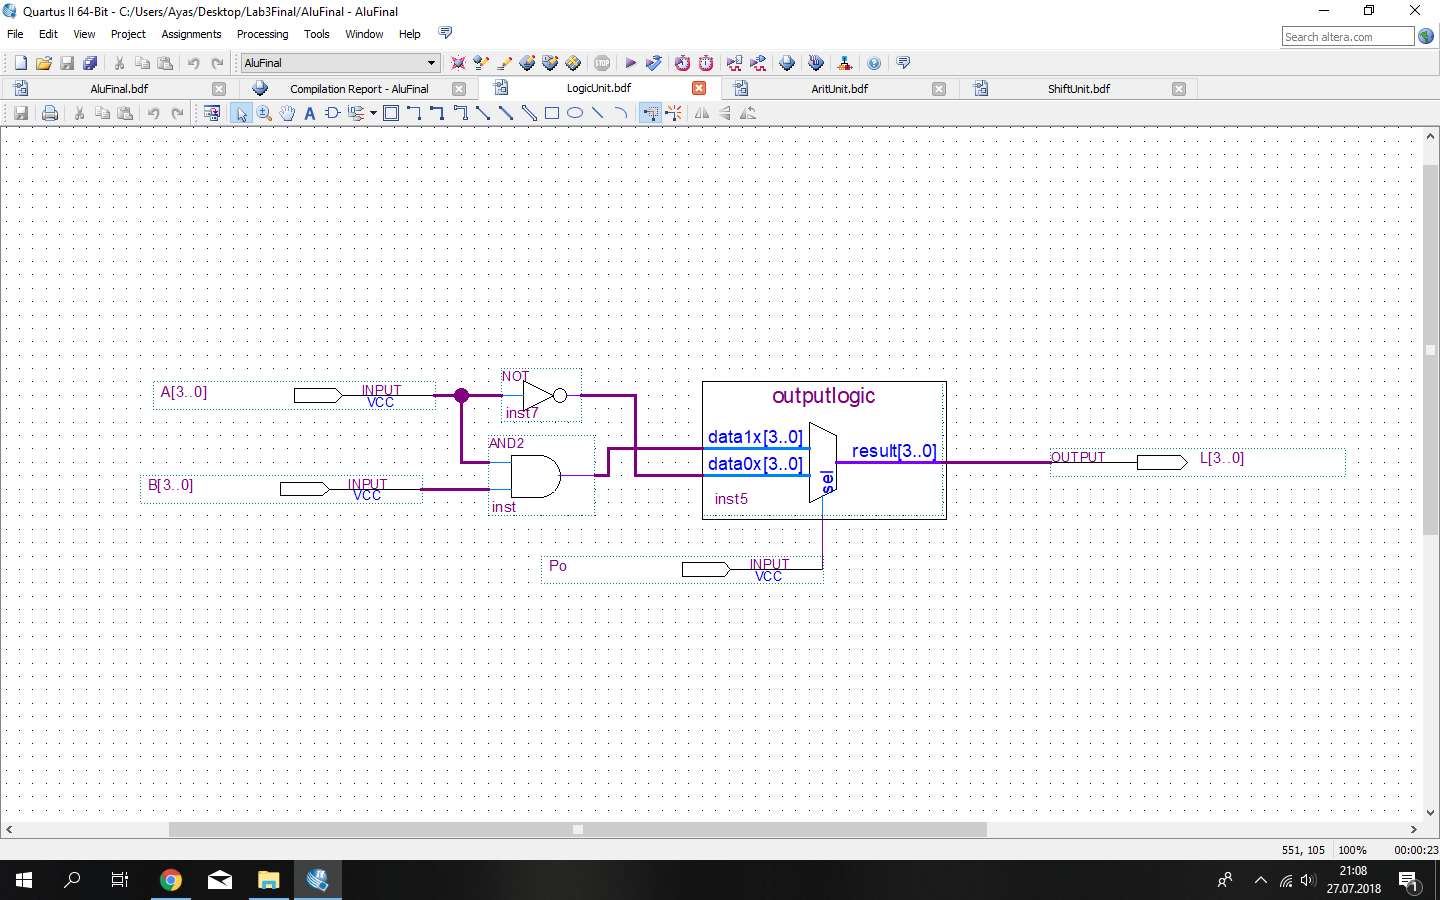 Quartus II 64-Bit - C:/Users/Ayas/Desktop/Lab3Final/AluFinal - AluFinal
File Edit View Project Assignments Processing Tools Window Help
Search altera.com
AluFinal
AluFinal.bdf
Compilation Report - AluFinal
LogicUnit.bdf
AritUnit.bdf
ShiftUnit.bdf
A[3..0]
INPUT
VCC
NOT
inst7
AND2
inst
B[3..0]
INPUT
VCC
outputlogic
data1x[3..0]
data0x[3..0]
result[3..0]
sel
inst5
OUTPUT
L[3..0]
Po
INPUT
VCC
551, 105 100% 00:00:23
21:08
27.07.2018
1